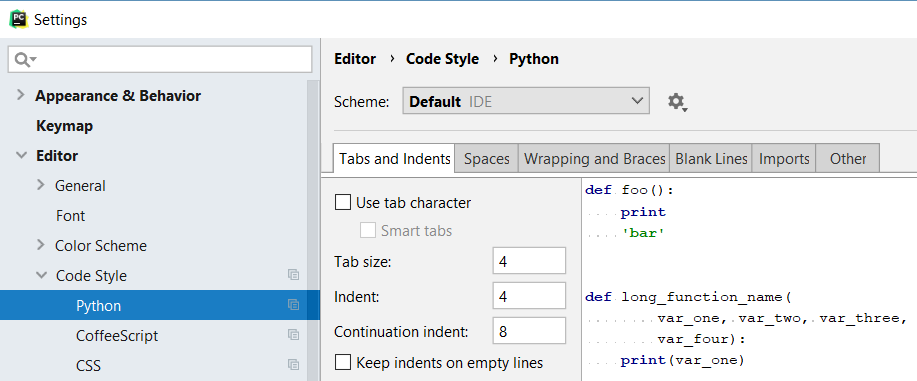 PC
Settings
Editor › Code Style › Python
Scheme: Default IDE
Appearance & Behavior
Keymap
Editor
General
Font
Color Scheme
Code Style
Python
CoffeeScript
CSS
Tabs and Indents Spaces Wrapping and Braces Blank Lines Imports Other
Use tab character
Smart tabs
Tab size: 4
Indent: 4
Continuation indent: 8
Keep indents on empty lines
def foo():
    print
    'bar'
def long_function_name(
        var_one, var_two, var_three,
        var_four):
    print(var_one)